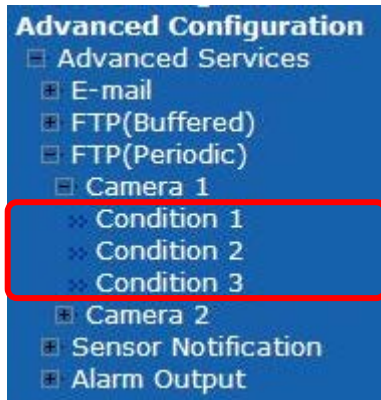 Advanced Configuration
Advanced Services
E-mail
FTP(Buffered)
FTP(Periodic)
Camera 1
Condition 1
Condition 2
Condition 3
Camera 2
Sensor Notification
Alarm Output